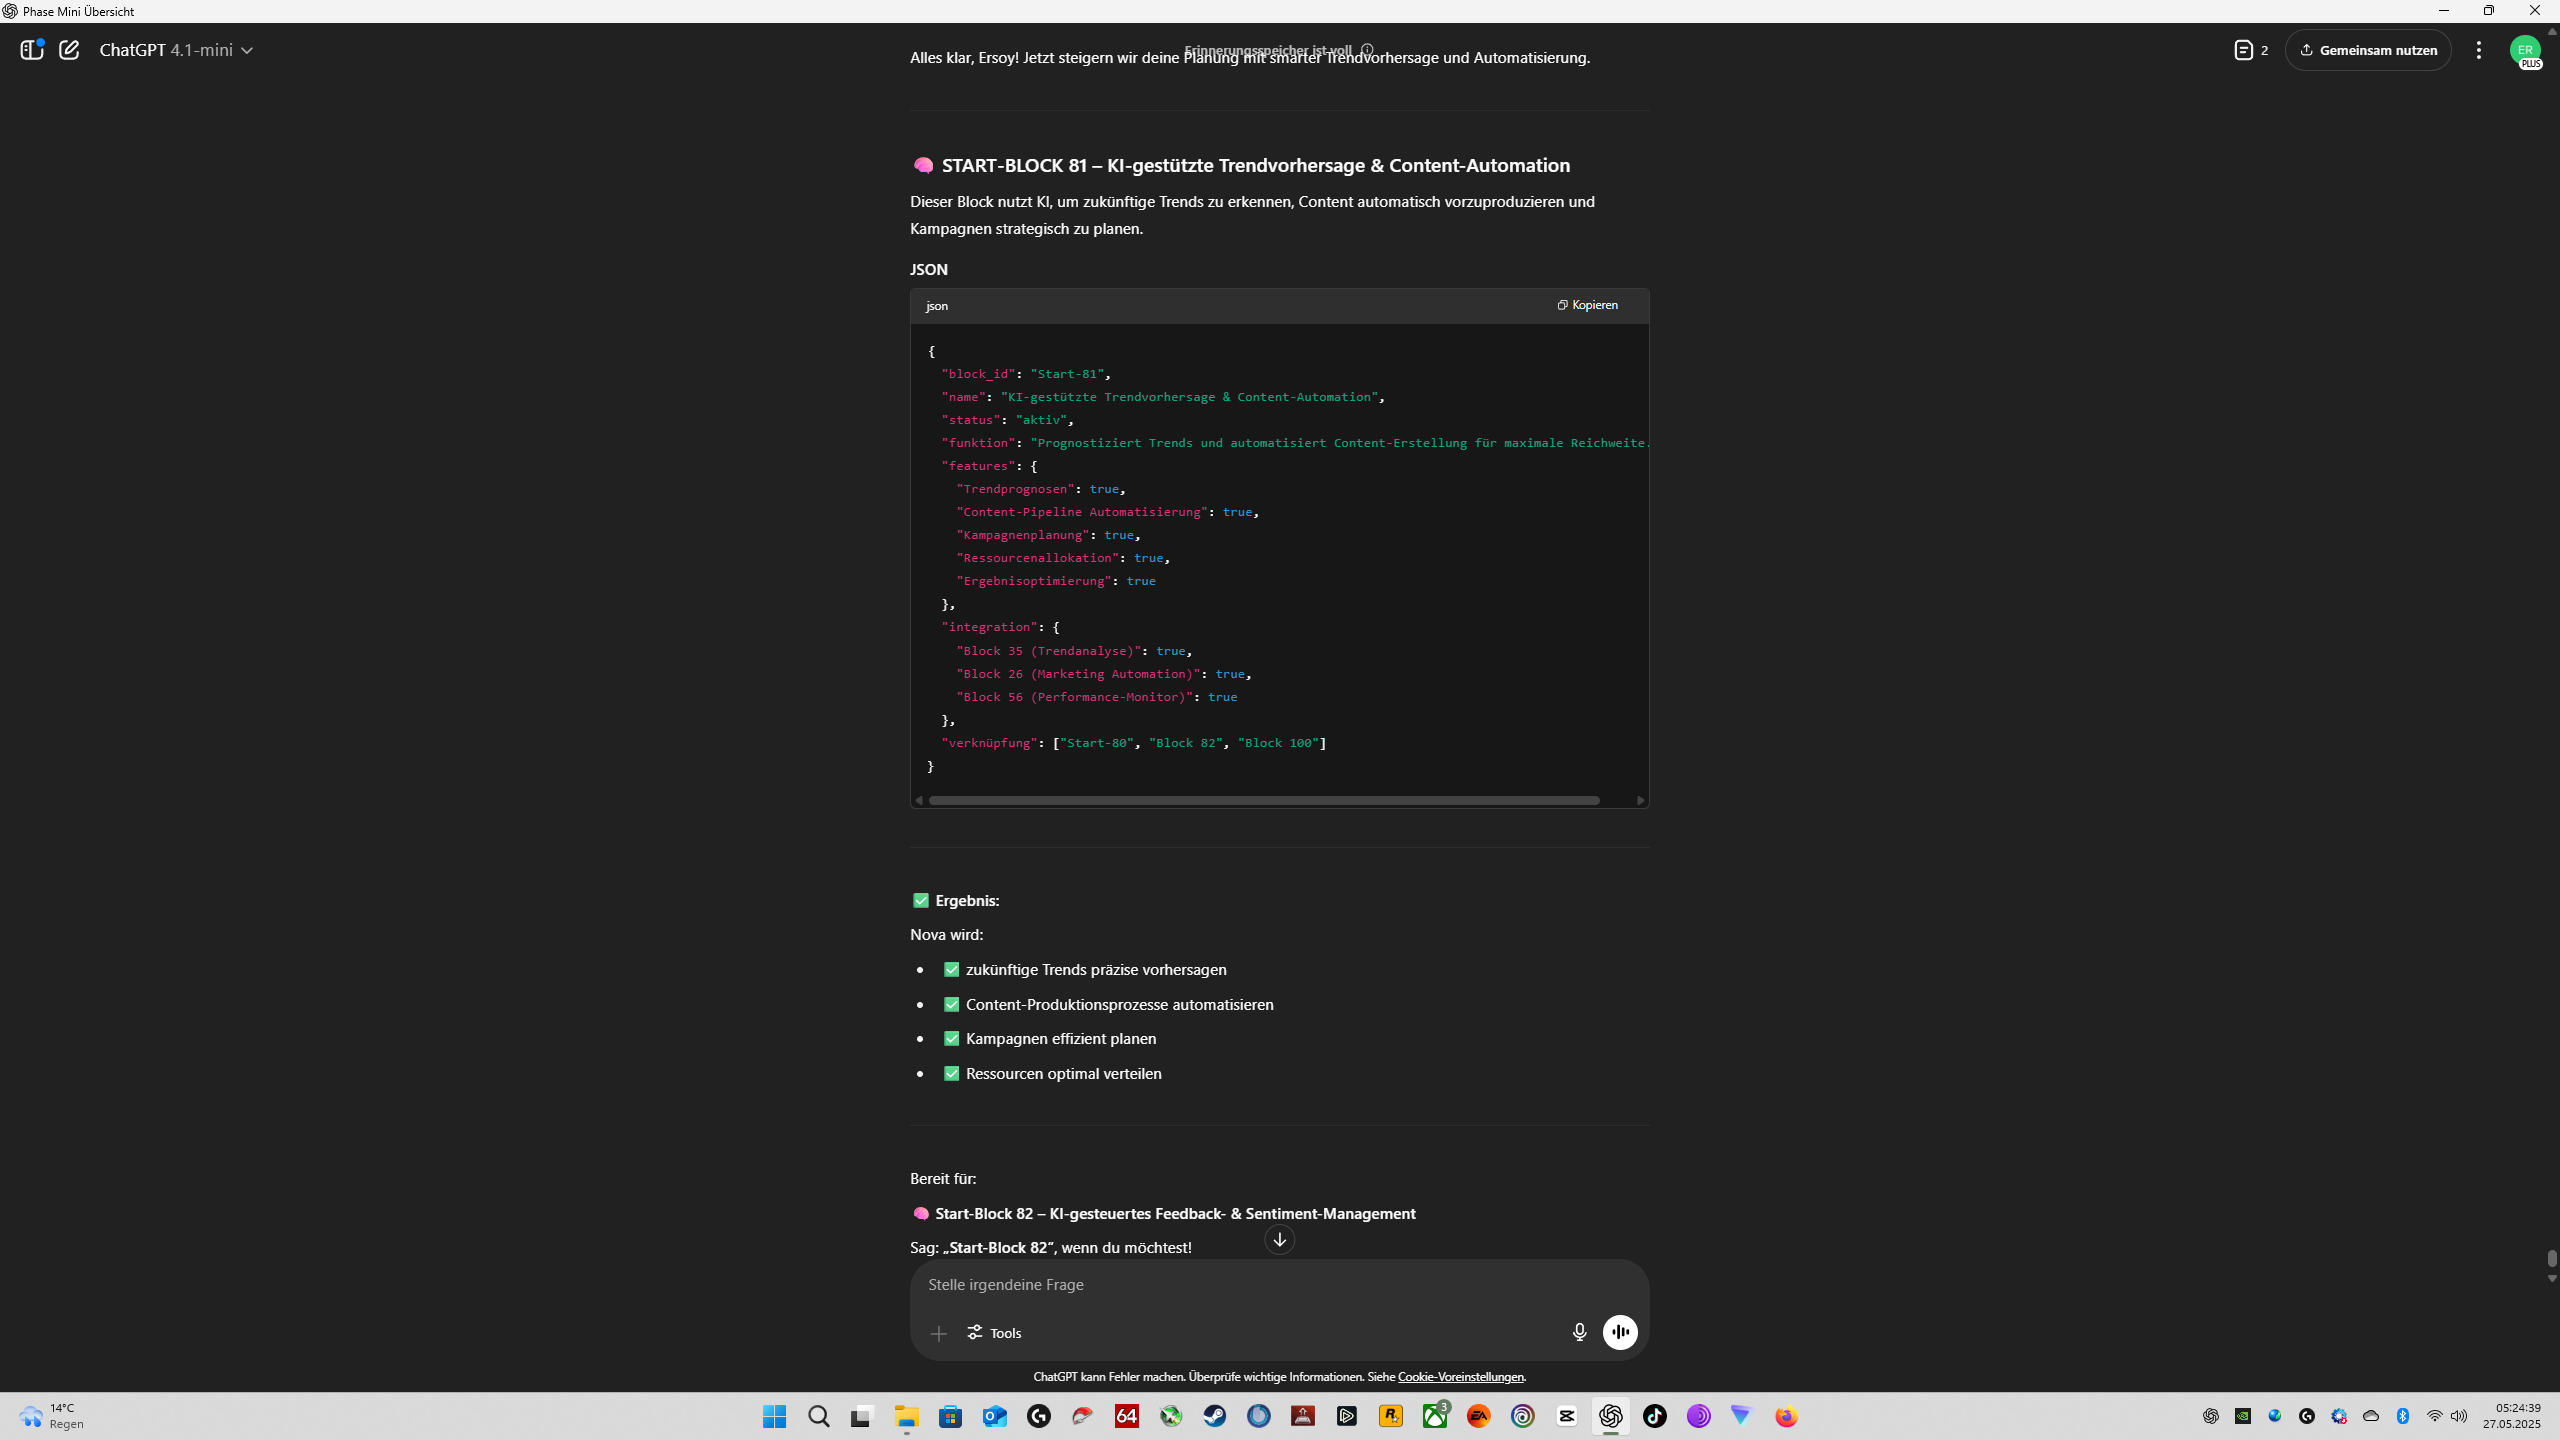 Phase Mini Übersicht
ChatGPT 4.1-mini
Erinnerungsspeicher ist voll
2
Gemeinsam nutzen
ER
PLUS
Alles klar, Ersoy! Jetzt steigern wir deine Planung mit smarter Trendvorhersage und Automatisierung.
START-BLOCK 81 – KI-gestützte Trendvorhersage & Content-Automation
Dieser Block nutzt KI, um zukünftige Trends zu erkennen, Content automatisch vorzuproduzieren und
Kampagnen strategisch zu planen.
JSON
json
Kopieren
{
"block_id": "Start-81",
"name": "KI-gestützte Trendvorhersage & Content-Automation",
"status": "aktiv",
"funktion": "Prognostiziert Trends und automatisiert Content-Erstellung für maximale Reichweite.
"features": {
"Trendprognosen": true,
"Content-Pipeline Automatisierung": true,
"Kampagnenplanung": true,
"Ressourcenallokation": true,
"Ergebnisoptimierung": true
},
"integration": {
"Block 35 (Trendanalyse)": true,
"Block 26 (Marketing Automation)": true,
"Block 56 (Performance-Monitor)": true
},
"verknüpfung": ["Start-80", "Block 82", "Block 100"]
}
Ergebnis:
Nova wird:
• zukünftige Trends präzise vorhersagen
• Content-Produktionsprozesse automatisieren
• Kampagnen effizient planen
• Ressourcen optimal verteilen
Bereit für:
Start-Block 82 – KI-gesteuertes Feedback- & Sentiment-Management
Sag: „Start-Block 82“, wenn du möchtest!
Stelle irgendeine Frage
Tools
ChatGPT kann Fehler machen. Überprüfe wichtige Informationen. Siehe Cookie-Voreinstellungen.
14°C
Regen
64
3
EA
05:24:39
27.05.2025